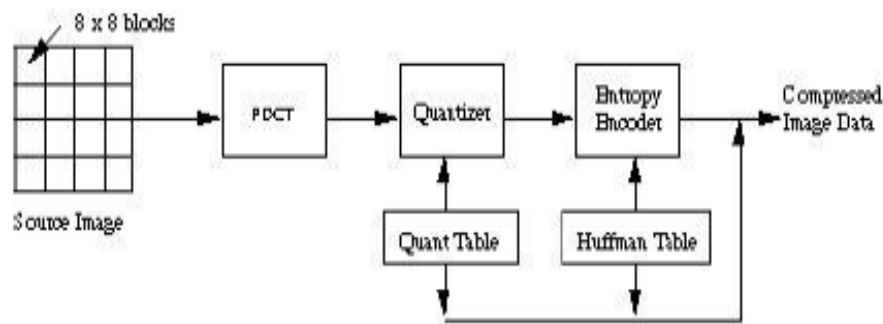 8 x 8 blocks
FDCT
Quantizer
Entropy
Encoder
Compressed
Image Data
Source Image
Quant Table
Huffman Table